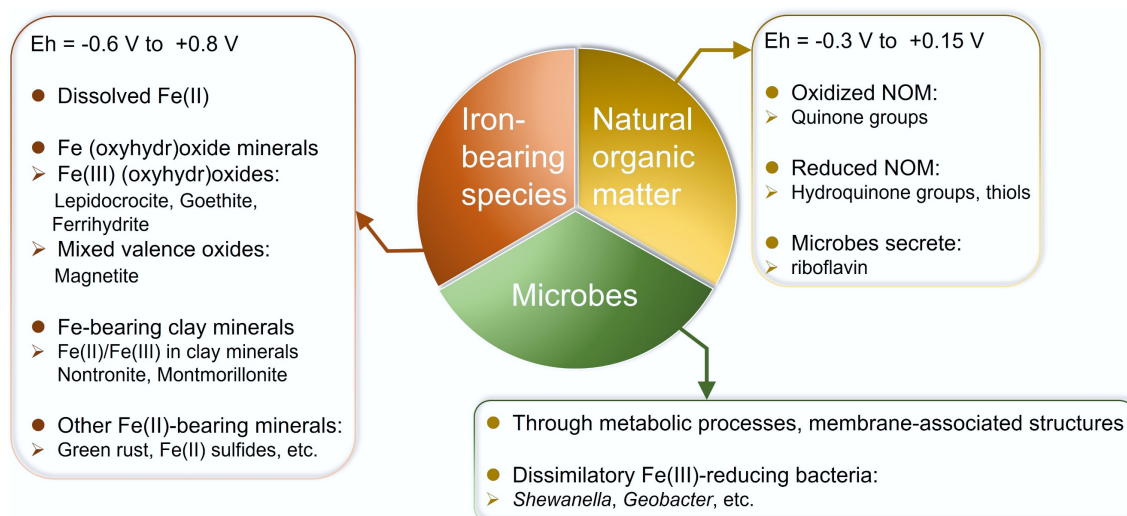 Eh = -0.6 V to +0.8 V
Dissolved Fe(II)
Fe (oxyhydr)oxide minerals
Fe(III) (oxyhydr)oxides:
Lepidocrocite, Goethite,
Ferrihydrite
Mixed valence oxides:
Magnetite
Fe-bearing clay minerals
Fe(II)/Fe(III) in clay minerals
Nontronite, Montmorillonite
Other Fe(II)-bearing minerals:
Green rust, Fe(II) sulfides, etc.
Iron-
bearing
species
Natural
organic
matter
Microbes
Eh = -0.3 V to +0.15 V
Oxidized NOM:
Quinone groups
Reduced NOM:
Hydroquinone groups, thiols
Microbes secrete:
riboflavin
Through metabolic processes, membrane-associated structures
Dissimilatory Fe(III)-reducing bacteria:
Shewanella, Geobacter, etc.